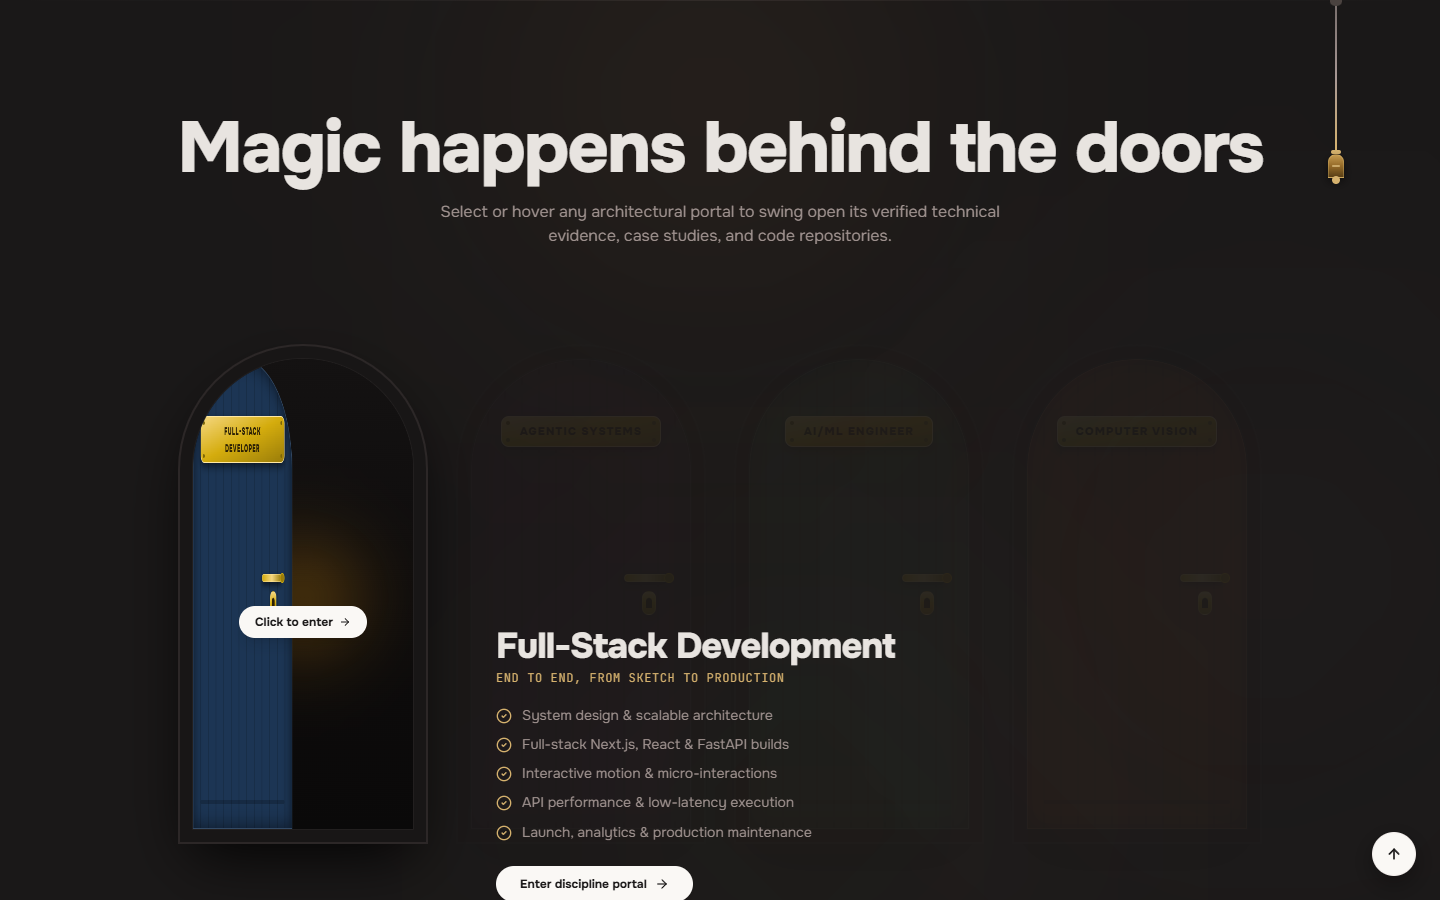 Magic happens behind the doors
Select or hover any architectural portal to swing open its verified technical
evidence, case studies, and code repositories.
FULL-STACK
DEVELOPER
AGENTIC SYSTEMS
AI/ML ENGINEER
COMPUTER VISION
Click to enter
Full-Stack Development
END TO END, FROM SKETCH TO PRODUCTION
System design & scalable architecture
Full-stack Next.js, React & FastAPI builds
Interactive motion & micro-interactions
API performance & low-latency execution
Launch, analytics & production maintenance
Enter discipline portal